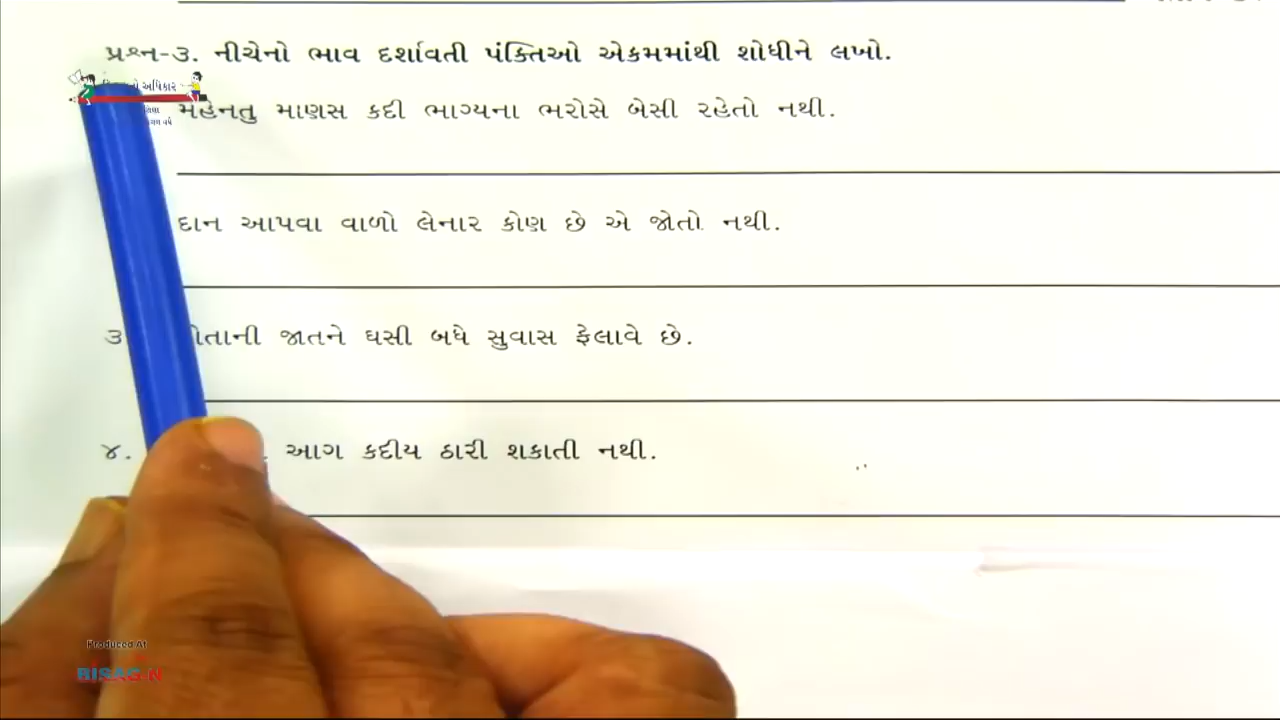 પ્રશ્ન-૩. નીચેનો ભાવ દર્શાવતી પંક્તિઓ એકમમાંથી શોધીને લખો.
અધિકાર
મહેનતુ માણસ કદી ભાગ્યના ભરોસે બેસી રહેતો નથી.
દાન આપવા વાળો લેનાર કોણ છે એ જોતો નથી.
૩ જાતને ઘસી બધે સુવાસ ફેલાવે છે.
૪. આગ કદીય ઠારી શકાતી નથી.
Produced At